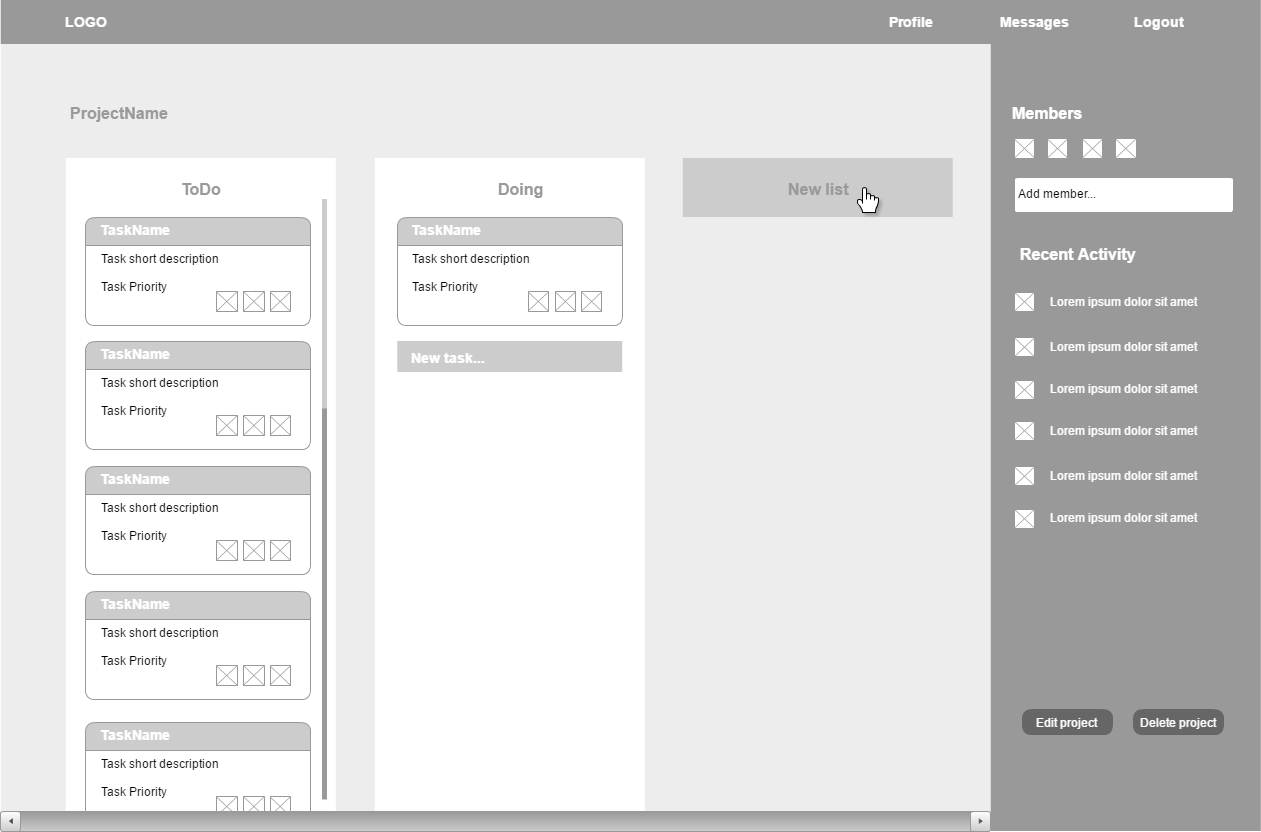 LOGO
Profile
Messages
Logout
ProjectName
ToDo
TaskName
Task short description
Task Priority
TaskName
Task short description
Task Priority
TaskName
Task short description
Task Priority
TaskName
Task short description
Task Priority
TaskName
Task short description
Task Priority
Doing
TaskName
Task short description
Task Priority
New task...
New list
Members
Add member...
Recent Activity
Lorem ipsum dolor sit amet
Lorem ipsum dolor sit amet
Lorem ipsum dolor sit amet
Lorem ipsum dolor sit amet
Lorem ipsum dolor sit amet
Lorem ipsum dolor sit amet
Edit project
Delete project